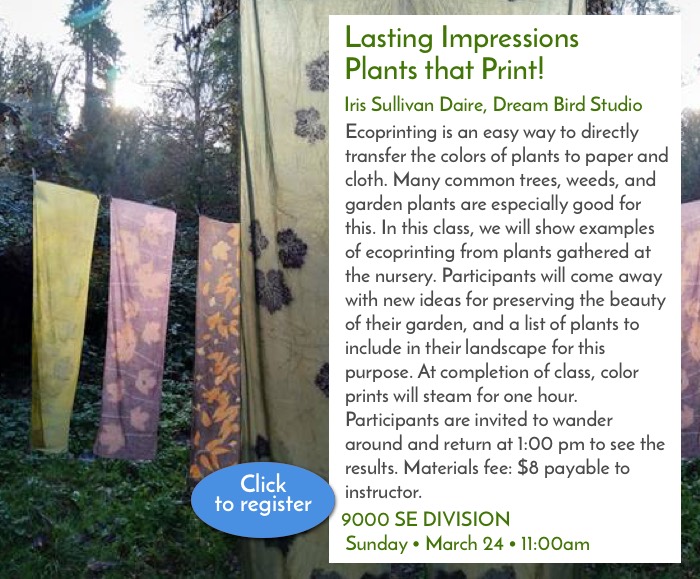 Lasting Impressions
Plants that Print!
Iris Sullivan Daire, Dream Bird Studio
Ecoprinting is an easy way to directly
transfer the colors of plants to paper and
cloth. Many common trees, weeds, and
garden plants are especially good for
this. In this class, we will show examples
of ecoprinting from plants gathered at
the nursery. Participants will come away
with new ideas for preserving the beauty
of their garden, and a list of plants to
include in their landscape for this
purpose. At completion of class, color
prints will steam for one hour.
Participants are invited to wander
around and return at 1:00 pm to see the
results. Materials fee: $8 payable to
instructor.
9000 SE DIVISION
Sunday • March 24 • 11:00am
Click
to register